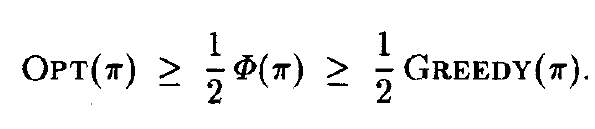 OPT(π) ≥ 1/2 Φ(π) ≥ 1/2 GREEDY(π).